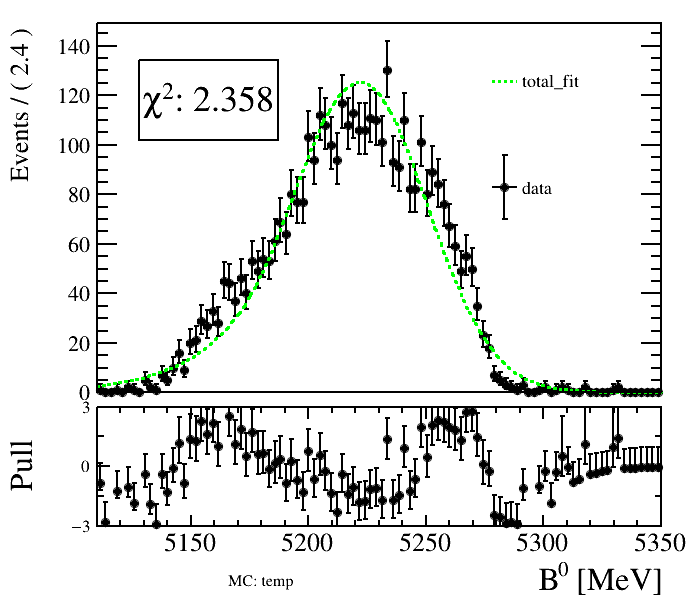 Events / ( 2.4 )
140
120
100
80
60
40
20
0
χ²: 2.358
total_fit
data
Pull
3
0
−3
5150
5200
5250
5300
5350
MC: temp
B⁰ [MeV]